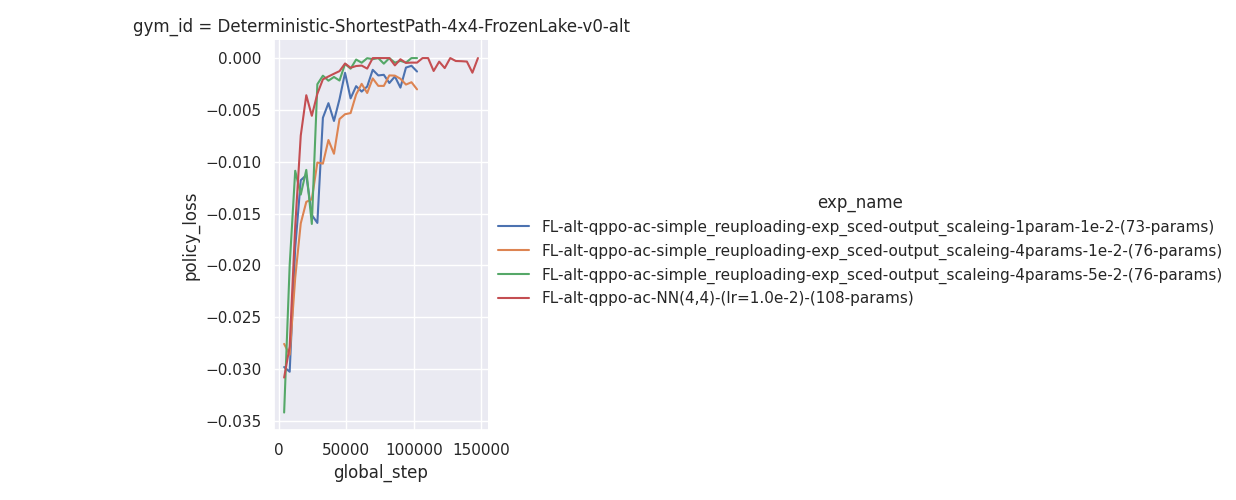 gym_id = Deterministic-ShortestPath-4x4-FrozenLake-v0-alt
0.000
−0.005
−0.010
−0.015
−0.020
−0.025
−0.030
−0.035
policy_loss
0 50000 100000 150000
global_step
exp_name
FL-alt-qppo-ac-simple_reuploading-exp_sced-output_scaleing-1param-1e-2-(73-params)
FL-alt-qppo-ac-simple_reuploading-exp_sced-output_scaleing-4params-1e-2-(76-params)
FL-alt-qppo-ac-simple_reuploading-exp_sced-output_scaleing-4params-5e-2-(76-params)
FL-alt-qppo-ac-NN(4,4)-(lr=1.0e-2)-(108-params)